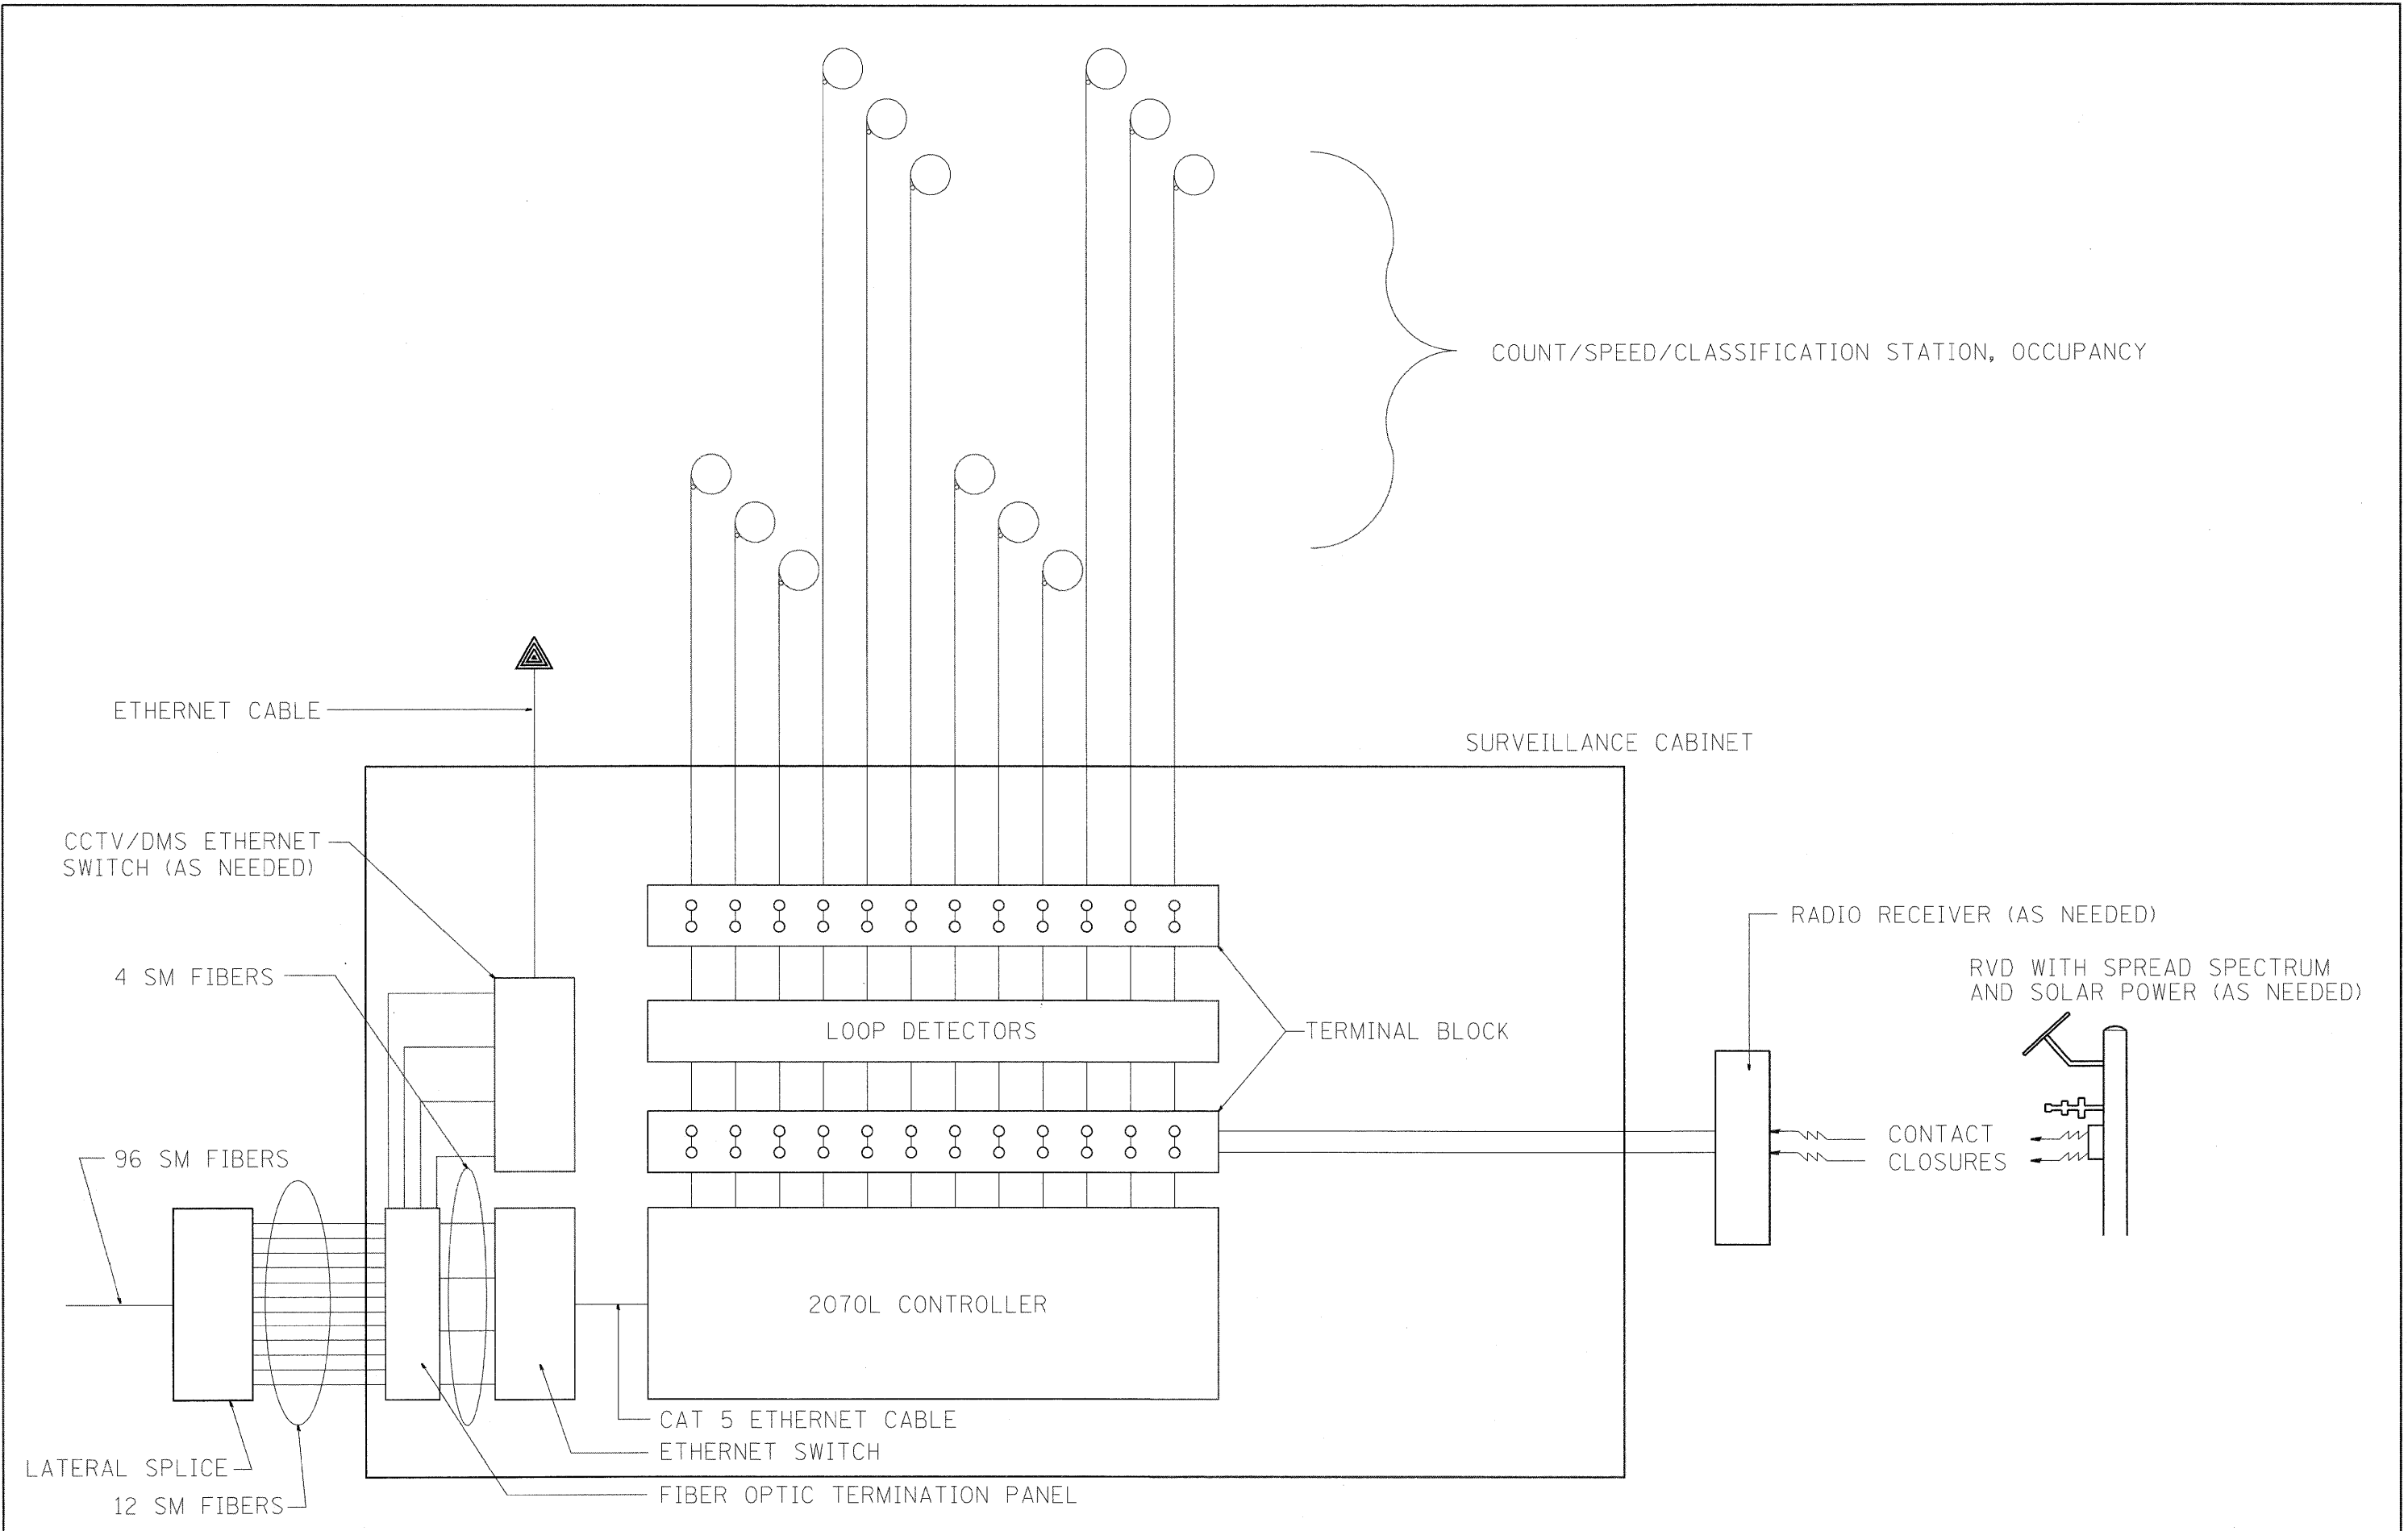 COUNT/SPEED/CLASSIFICATION STATION, OCCUPANCY
ETHERNET CABLE
SURVEILLANCE CABINET
CCTV/DMS ETHERNET
SWITCH (AS NEEDED)
RADIO RECEIVER (AS NEEDED)
4 SM FIBERS
RVD WITH SPREAD SPECTRUM
AND SOLAR POWER (AS NEEDED)
LOOP DETECTORS
TERMINAL BLOCK
96 SM FIBERS
CONTACT
CLOSURES
2070L CONTROLLER
CAT 5 ETHERNET CABLE
ETHERNET SWITCH
LATERAL SPLICE
FIBER OPTIC TERMINATION PANEL
12 SM FIBERS